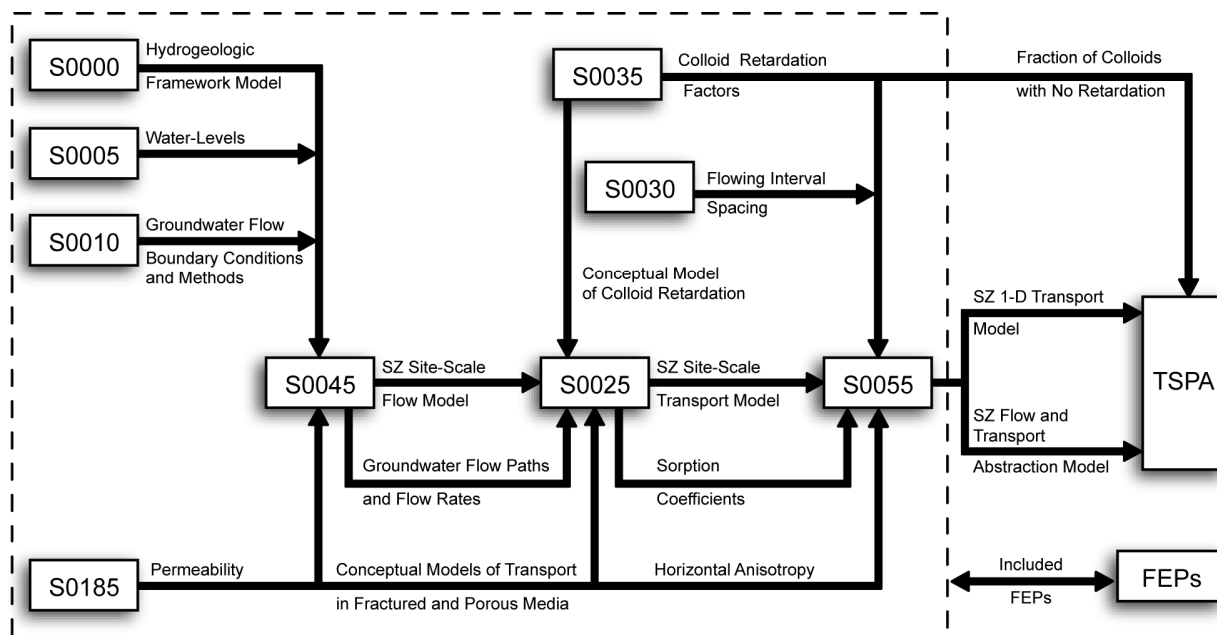 S0000
Hydrogeologic
Framework Model
S0005
Water-Levels
S0010
Groundwater Flow
Boundary Conditions
and Methods
S0035
Colloid Retardation
Factors
Fraction of Colloids
with No Retardation
S0030
Flowing Interval
Spacing
Conceptual Model
of Colloid Retardation
S0045
SZ Site-Scale
Flow Model
S0025
SZ Site-Scale
Transport Model
S0055
SZ 1-D Transport
Model
SZ Flow and
Transport
Abstraction Model
TSPA
Groundwater Flow Paths
and Flow Rates
Sorption
Coefficients
S0185
Permeability
Conceptual Models of Transport
in Fractured and Porous Media
Horizontal Anisotropy
Included
FEPs
FEPs